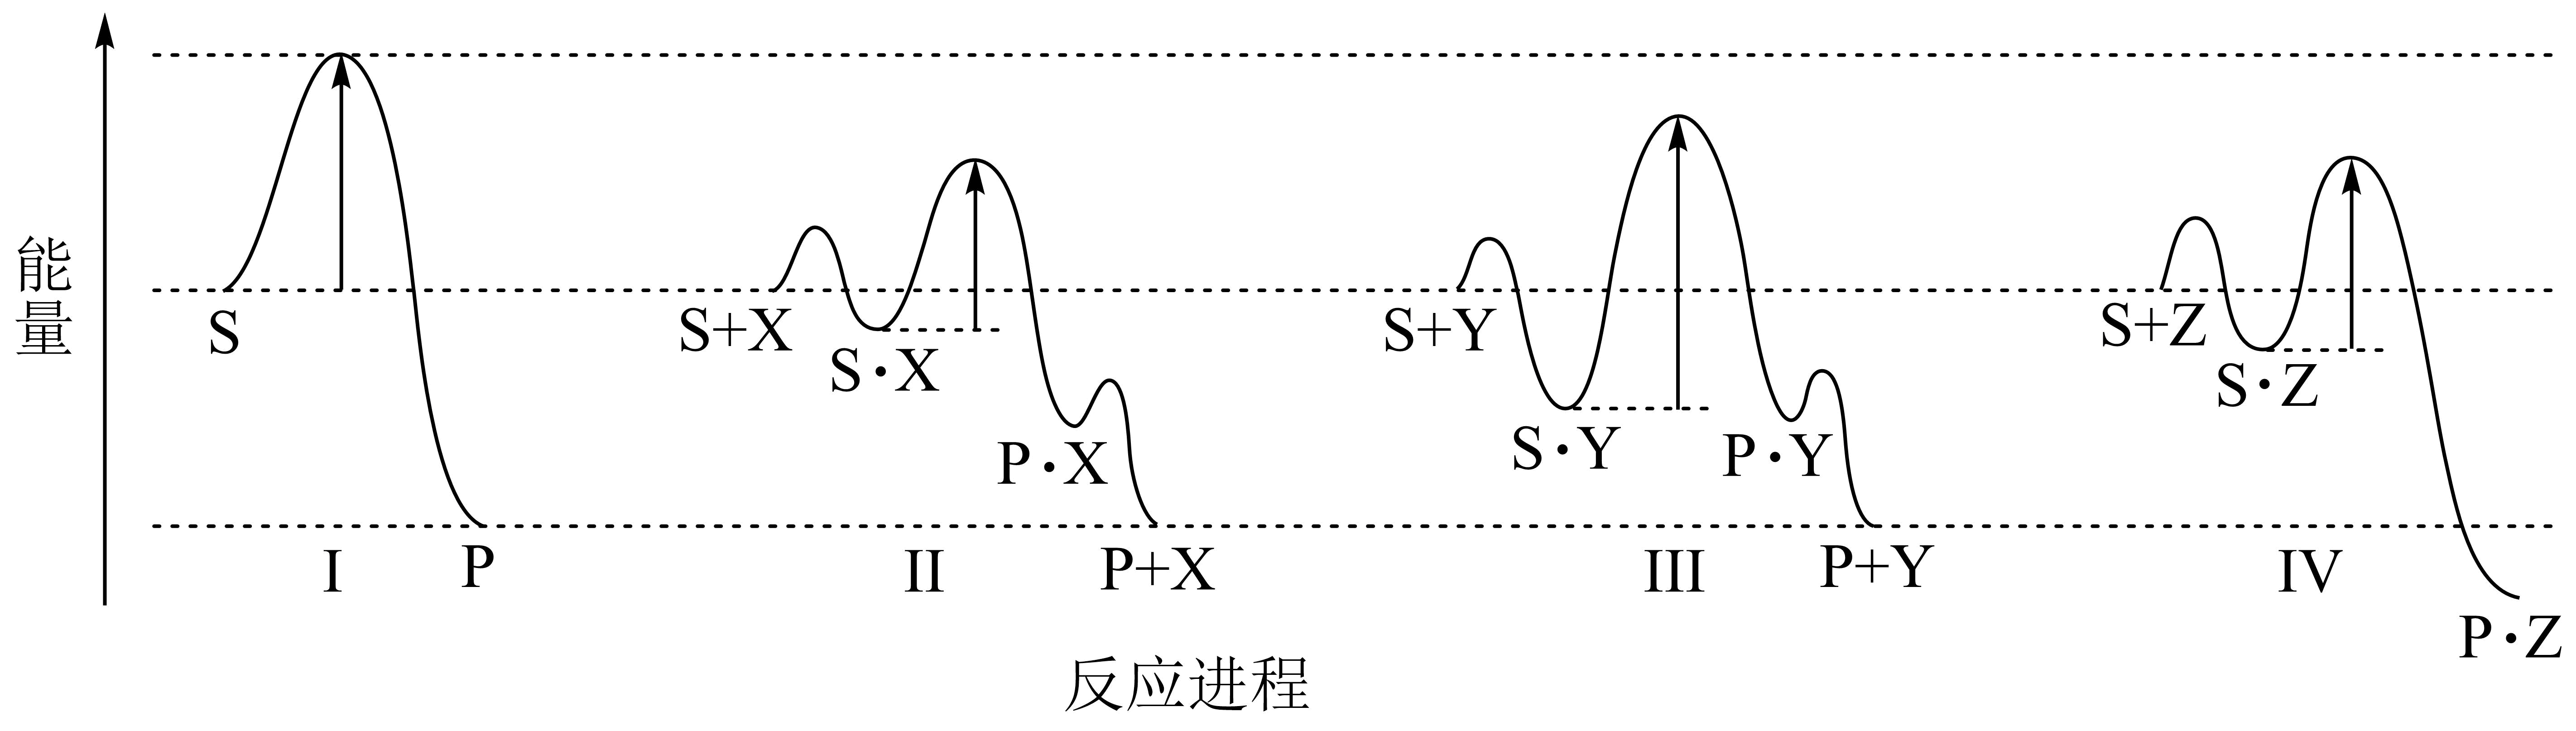 能量
S
P
I
S+X
S·X
P·X
P+X
II
S+Y
S·Y
P·Y
P+Y
III
S+Z
S·Z
P·Z
IV
反应进程